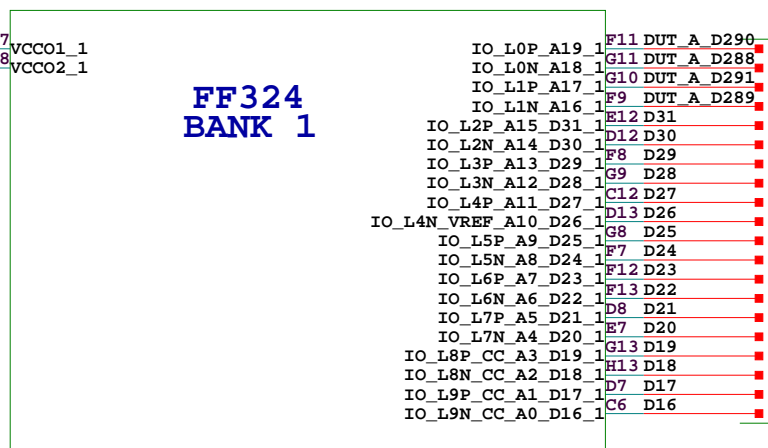 7 VCCO1_1
8 VCCO2_1
FF324
BANK 1
IO_L0P_A19_1 F11 DUT_A_D290
IO_L0N_A18_1 G11 DUT_A_D288
IO_L1P_A17_1 G10 DUT_A_D291
IO_L1N_A16_1 F9 DUT_A_D289
IO_L2P_A15_D31_1 E12 D31
IO_L2N_A14_D30_1 D12 D30
IO_L3P_A13_D29_1 F8 D29
IO_L3N_A12_D28_1 G9 D28
IO_L4P_A11_D27_1 C12 D27
IO_L4N_VREF_A10_D26_1 D13 D26
IO_L5P_A9_D25_1 G8 D25
IO_L5N_A8_D24_1 F7 D24
IO_L6P_A7_D23_1 F12 D23
IO_L6N_A6_D22_1 F13 D22
IO_L7P_A5_D21_1 D8 D21
IO_L7N_A4_D20_1 E7 D20
IO_L8P_CC_A3_D19_1 G13 D19
IO_L8N_CC_A2_D18_1 H13 D18
IO_L9P_CC_A1_D17_1 D7 D17
IO_L9N_CC_A0_D16_1 C6 D16